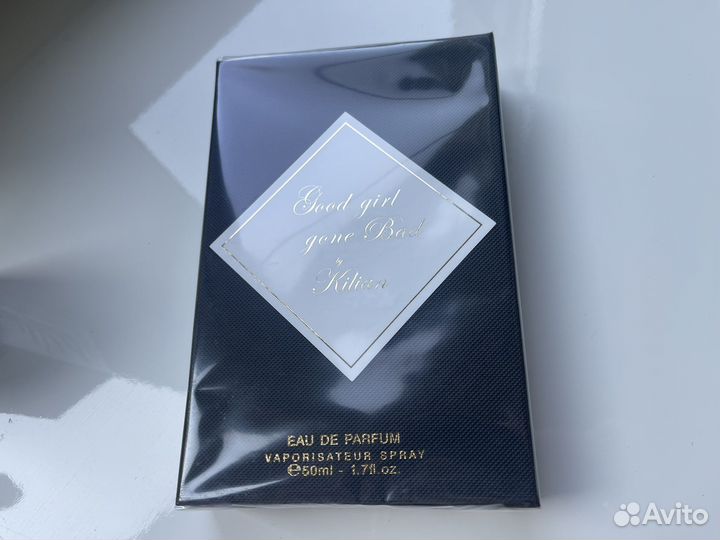 Good girl
gone Bad
by
Kilian
EAU DE PARFUM
VAPORISATEUR SPRAY
℮50ml - 1.7fl.oz.
Avito